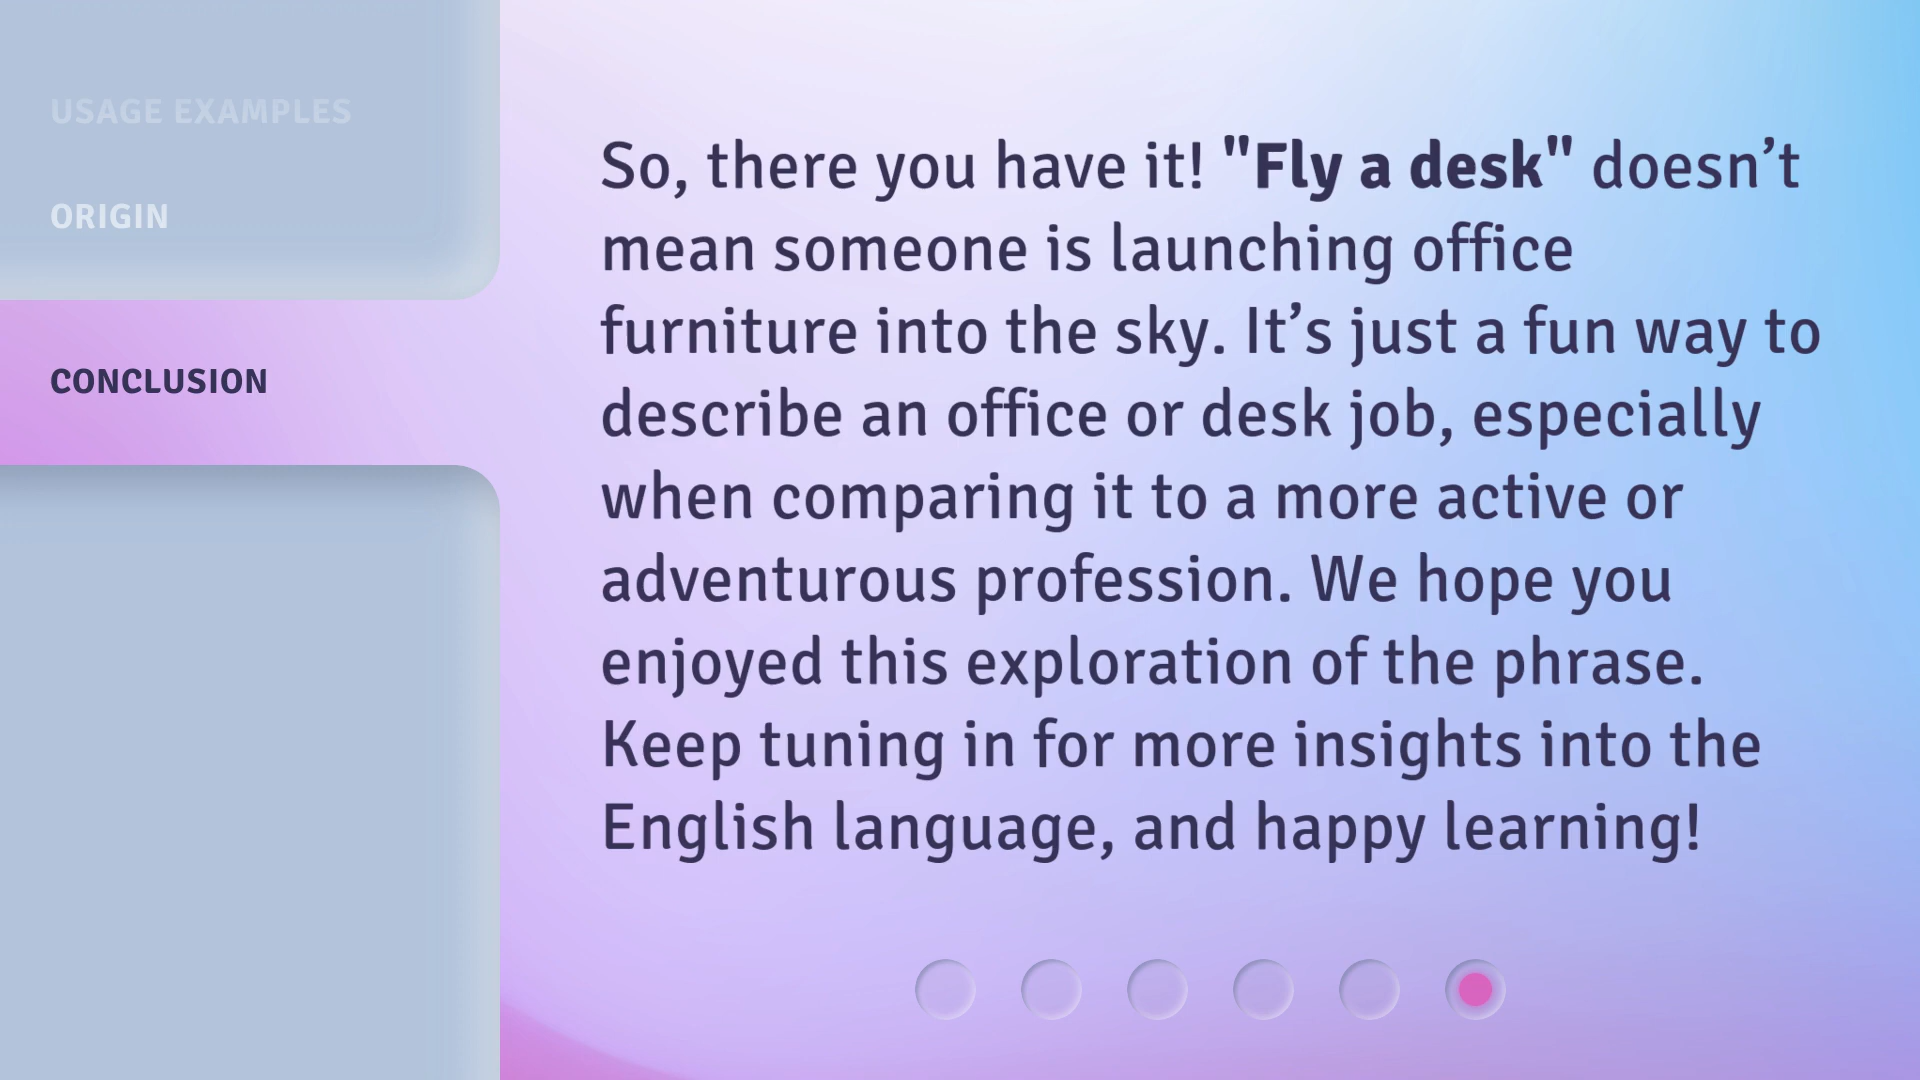 USAGE EXAMPLES
ORIGIN
CONCLUSION
So, there you have it! "Fly a desk" doesn’t
mean someone is launching office
furniture into the sky. It’s just a fun way to
describe an office or desk job, especially
when comparing it to a more active or
adventurous profession. We hope you
enjoyed this exploration of the phrase.
Keep tuning in for more insights into the
English language, and happy learning!